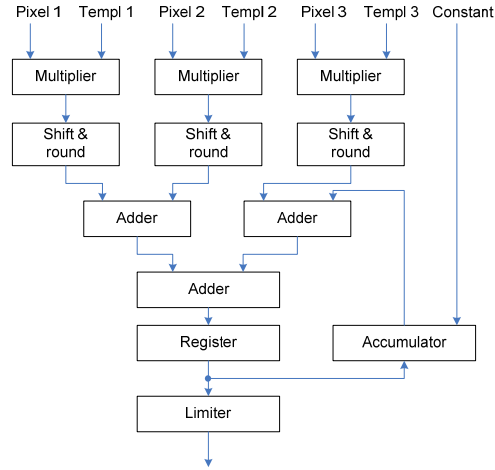 Pixel 1 Templ 1 Pixel 2 Templ 2 Pixel 3 Templ 3 Constant
Multiplier Multiplier Multiplier
Shift & Shift & Shift &
round round round
Adder Adder
Adder
Register Accumulator
Limiter